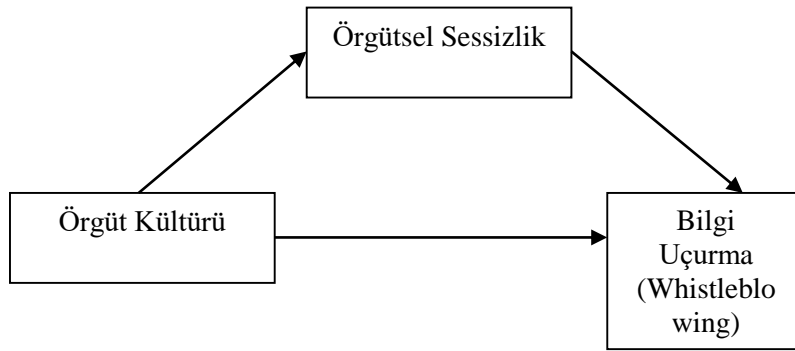 Örgütsel Sessizlik
Örgüt Kültürü
Bilgi
Uçurma
(Whistleblo
wing)